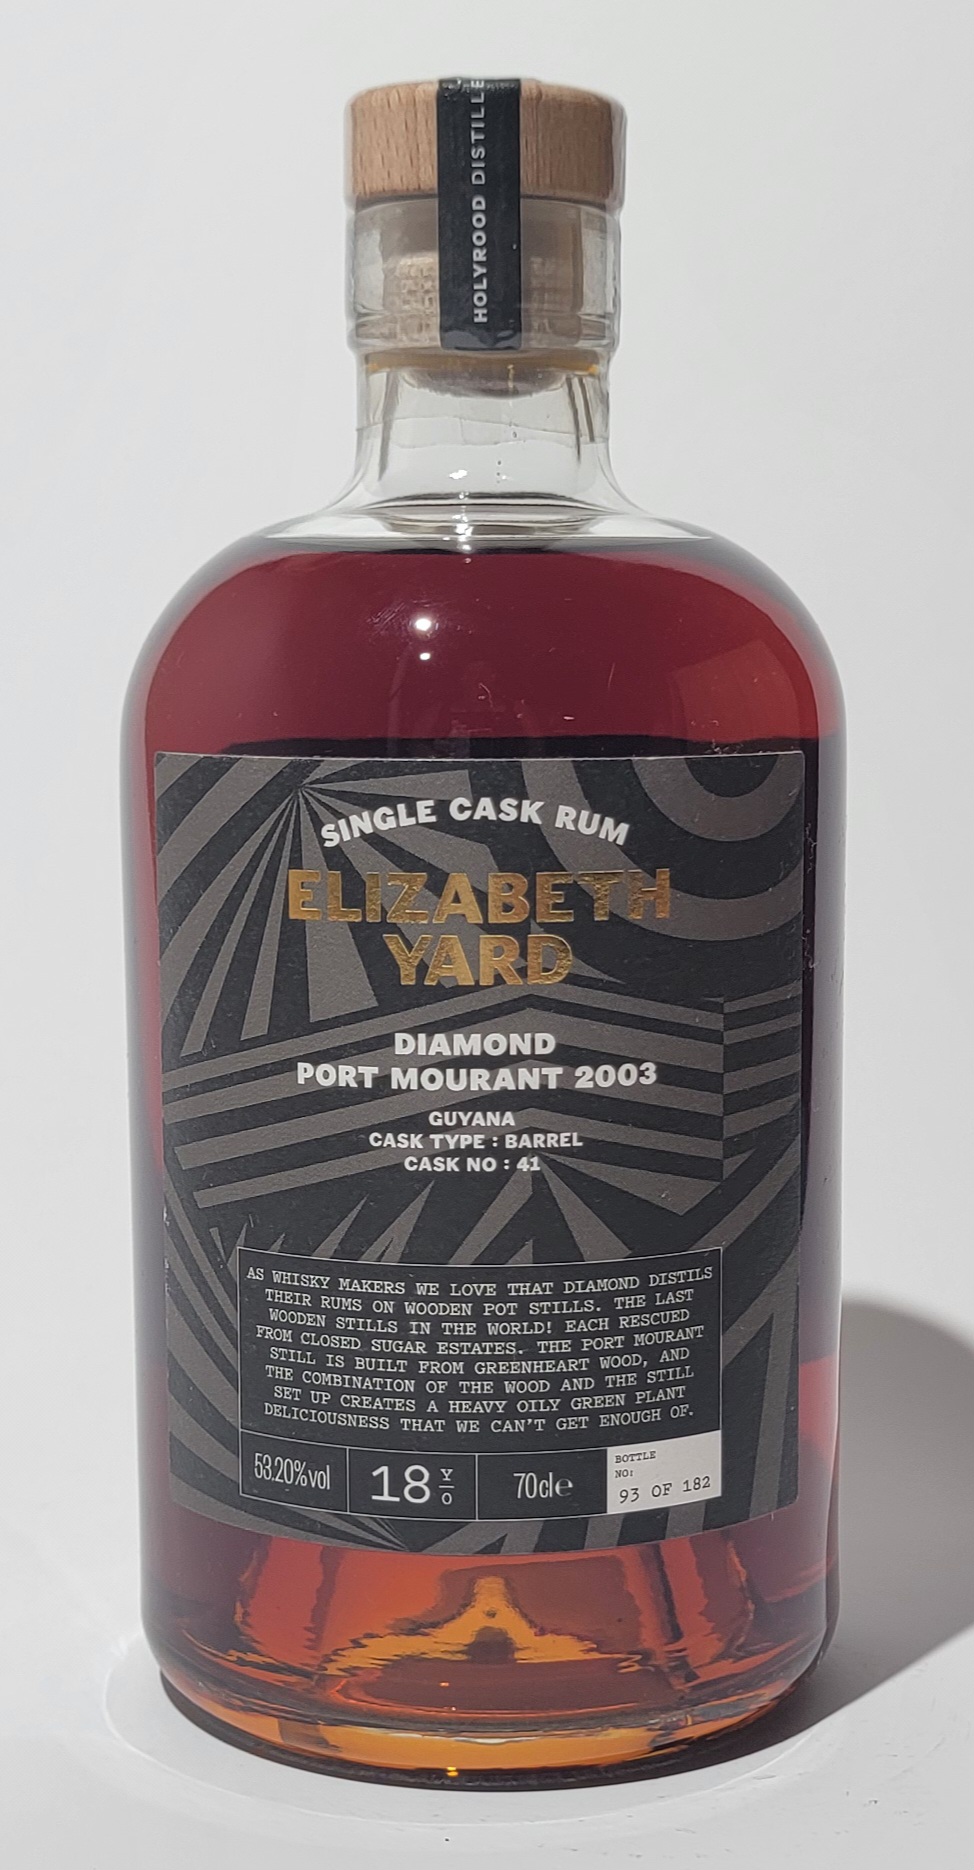 HOLYROOD DISTILLE
SINGLE CASK RUM
ELIZABETH
YARD
DIAMOND
PORT MOURANT 2003
GUYANA
CASK TYPE : BARREL
CASK NO : 41
AS WHISKY MAKERS WE LOVE THAT DIAMOND DISTILS
THEIR RUMS ON WOODEN POT STILLS. THE LAST
WOODEN STILLS IN THE WORLD! EACH RESCUED
FROM CLOSED SUGAR ESTATES. THE PORT MOURANT
STILL IS BUILT FROM GREENHEART WOOD, AND
THE COMBINATION OF THE WOOD AND THE STILL
SET UP CREATES A HEAVY OILY GREEN PLANT
DELICIOUSNESS THAT WE CAN'T GET ENOUGH OF.
53.20%vol
18 Y/O
70cl℮
BOTTLE
NO:
93 OF 182